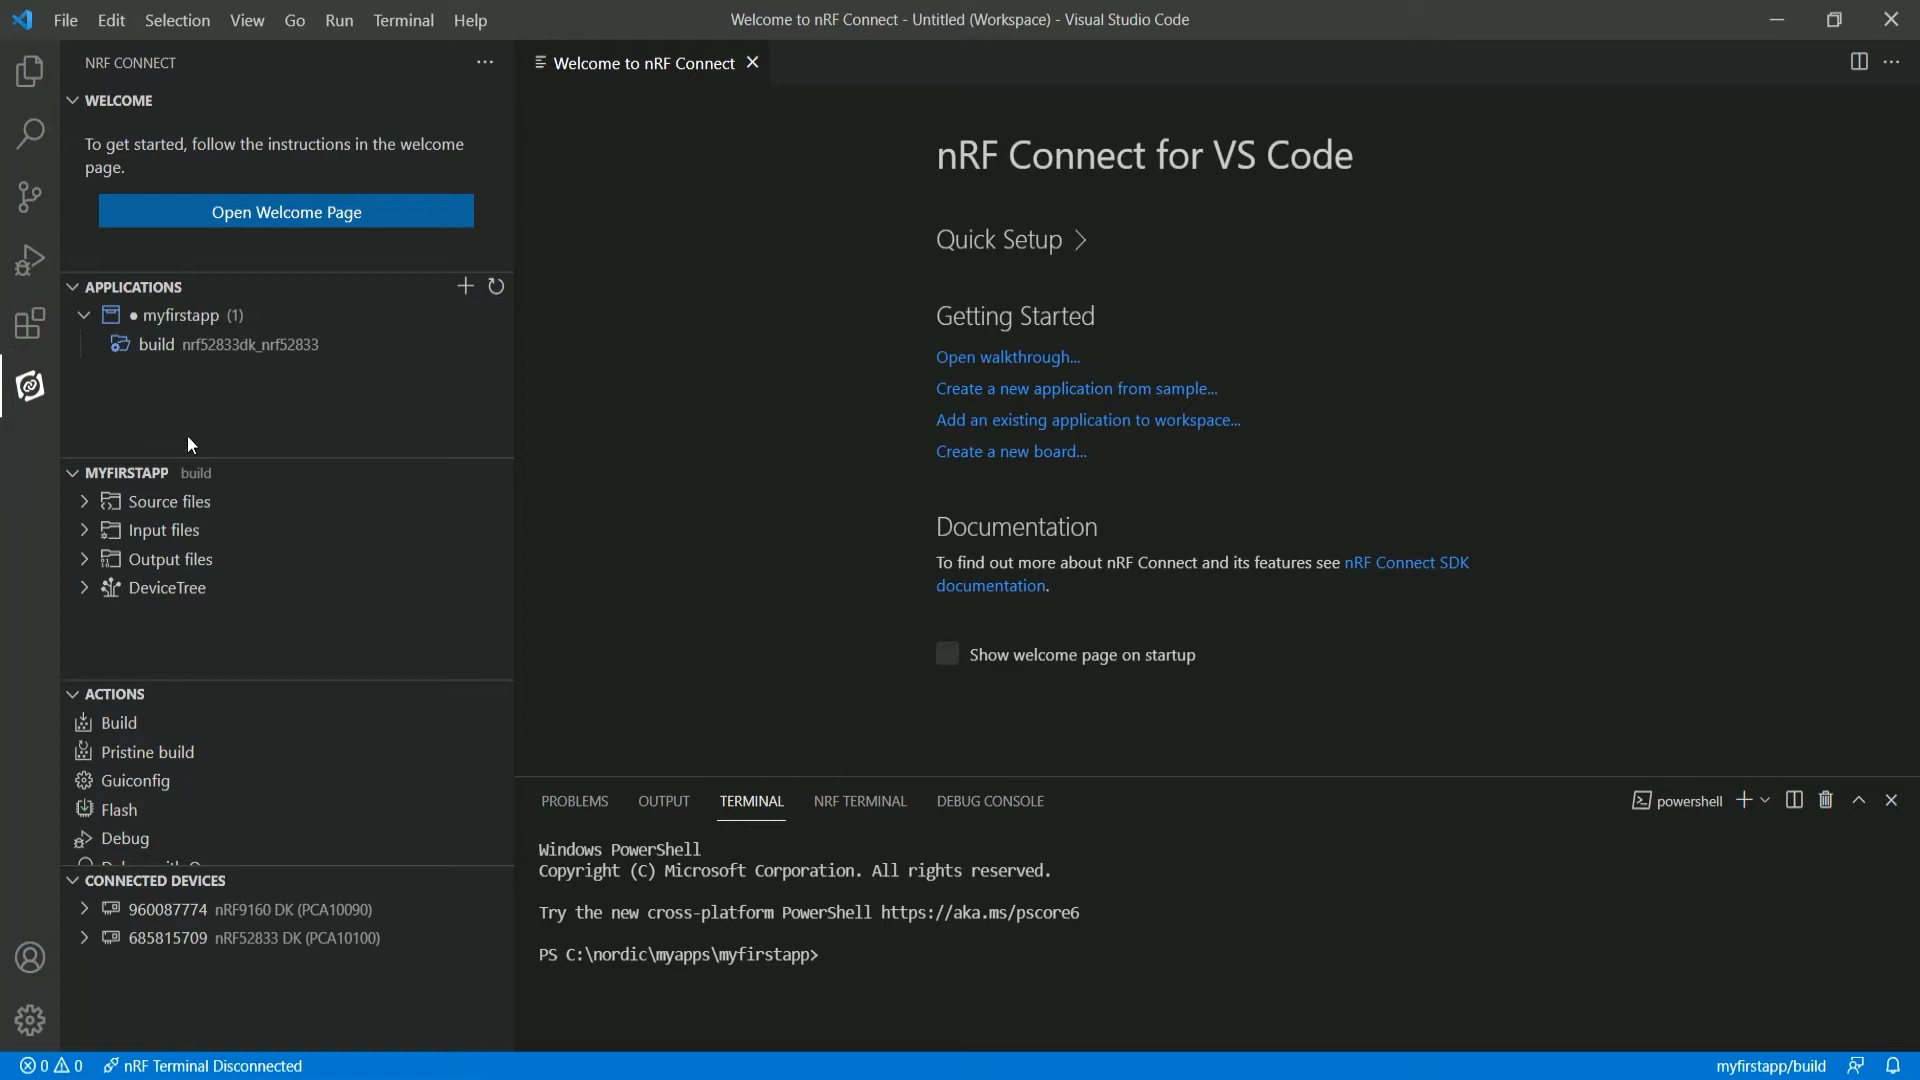 File Edit Selection View Go Run Terminal Help
Welcome to nRF Connect - Untitled (Workspace) - Visual Studio Code
NRF CONNECT
WELCOME
To get started, follow the instructions in the welcome
page.
Open Welcome Page
APPLICATIONS
myfirstapp (1)
build nrf52833dk_nrf52833
MYFIRSTAPP build
Source files
Input files
Output files
DeviceTree
ACTIONS
Build
Pristine build
Guiconfig
Flash
Debug
CONNECTED DEVICES
960087774 nRF9160 DK (PCA10090)
685815709 nRF52833 DK (PCA10100)
Welcome to nRF Connect
nRF Connect for VS Code
Quick Setup
Getting Started
Open walkthrough...
Create a new application from sample...
Add an existing application to workspace...
Create a new board...
Documentation
To find out more about nRF Connect and its features see nRF Connect SDK
documentation.
Show welcome page on startup
PROBLEMS OUTPUT TERMINAL NRF TERMINAL DEBUG CONSOLE
powershell
Windows PowerShell
Copyright (C) Microsoft Corporation. All rights reserved.
Try the new cross-platform PowerShell https://aka.ms/pscore6
PS C:\nordic\myapps\myfirstapp>
0 0 nRF Terminal Disconnected
myfirstapp/build